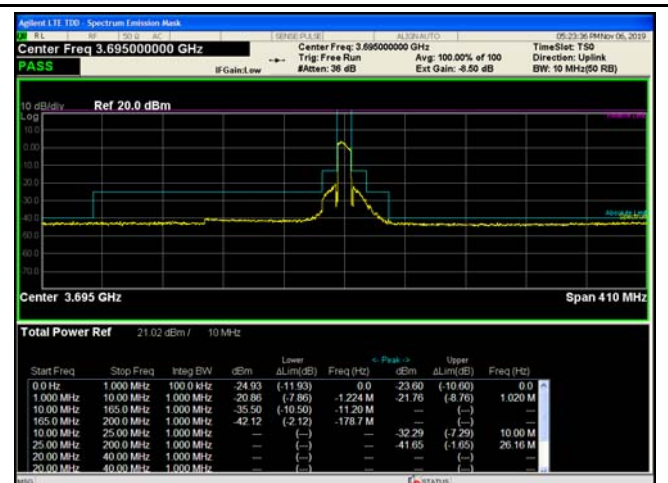 Agilent LTE TDD - Spectrum Emission Mask
RL RF 50 Ω AC SENSE:PULSE ALIGN AUTO 05:23:36 PM Nov 06, 2019
Center Freq 3.695000000 GHz Center Freq: 3.695000000 GHz TimeSlot: TS0
Trig: Free Run Avg: 100.00% of 100 Direction: Uplink
PASS IFGain:Low #Atten: 36 dB Ext Gain: -8.50 dB BW: 10 MHz(50 RB)
10 dB/div Ref 20.0 dBm
Log
10.0
0.00
10.0
20.0
30.0
40.0
50.0
60.0
70.0
Center 3.695 GHz Span 410 MHz
Total Power Ref 21.02 dBm / 10 MHz
Lower <- Peak -> Upper
Start Freq Stop Freq Integ BW dBm ΔLim(dB) Freq (Hz) dBm ΔLim(dB) Freq (Hz)
0.0 Hz 1.000 MHz 100.0 kHz -24.93 (-11.93) 0.0 -23.60 (-10.60) 0.0
1.000 MHz 10.00 MHz 1.000 MHz -20.86 (-7.86) -1.224 M -21.76 (-8.76) 1.020 M
10.00 MHz 165.0 MHz 1.000 MHz -35.50 (-10.50) -11.20 M --- (---) ---
165.0 MHz 200.0 MHz 1.000 MHz -42.12 (-2.12) -178.7 M --- (---) ---
10.00 MHz 25.00 MHz 1.000 MHz --- (---) --- -32.29 (-7.29) 10.00 M
25.00 MHz 200.0 MHz 1.000 MHz --- (---) --- -41.65 (-1.65) 26.16 M
20.00 MHz 40.00 MHz 1.000 MHz --- (---) --- --- (---) ---
20.00 MHz 40.00 MHz 1.000 MHz --- (---) --- --- (---) ---
MSG STATUS